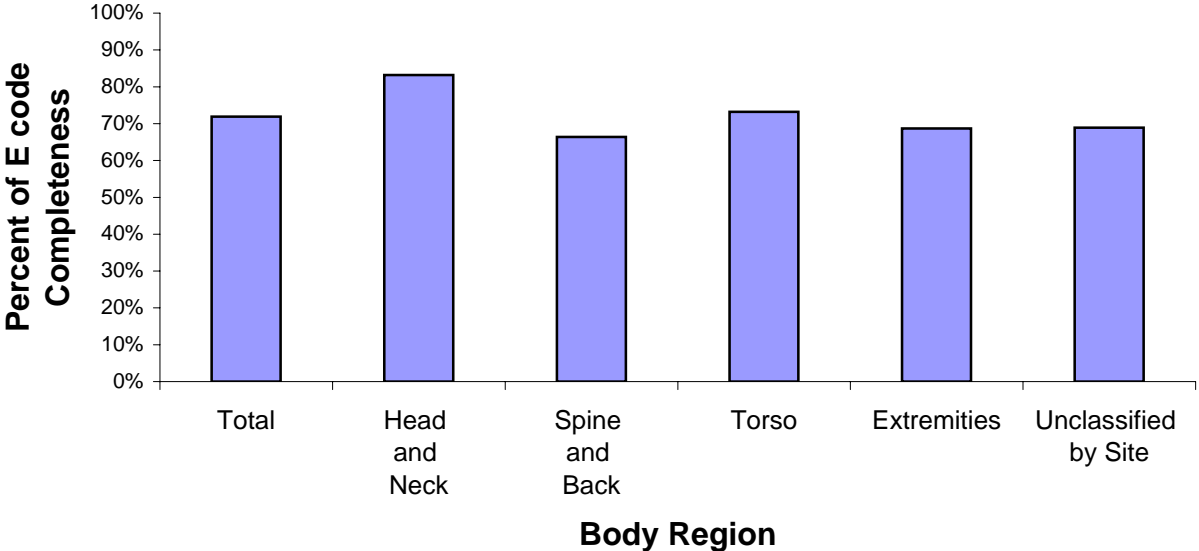 Percent of E code
Completeness
100%
90%
80%
70%
60%
50%
40%
30%
20%
10%
0%
Total
Head
and
Neck
Spine
and
Back
Torso
Extremities
Unclassified
by Site
Body Region